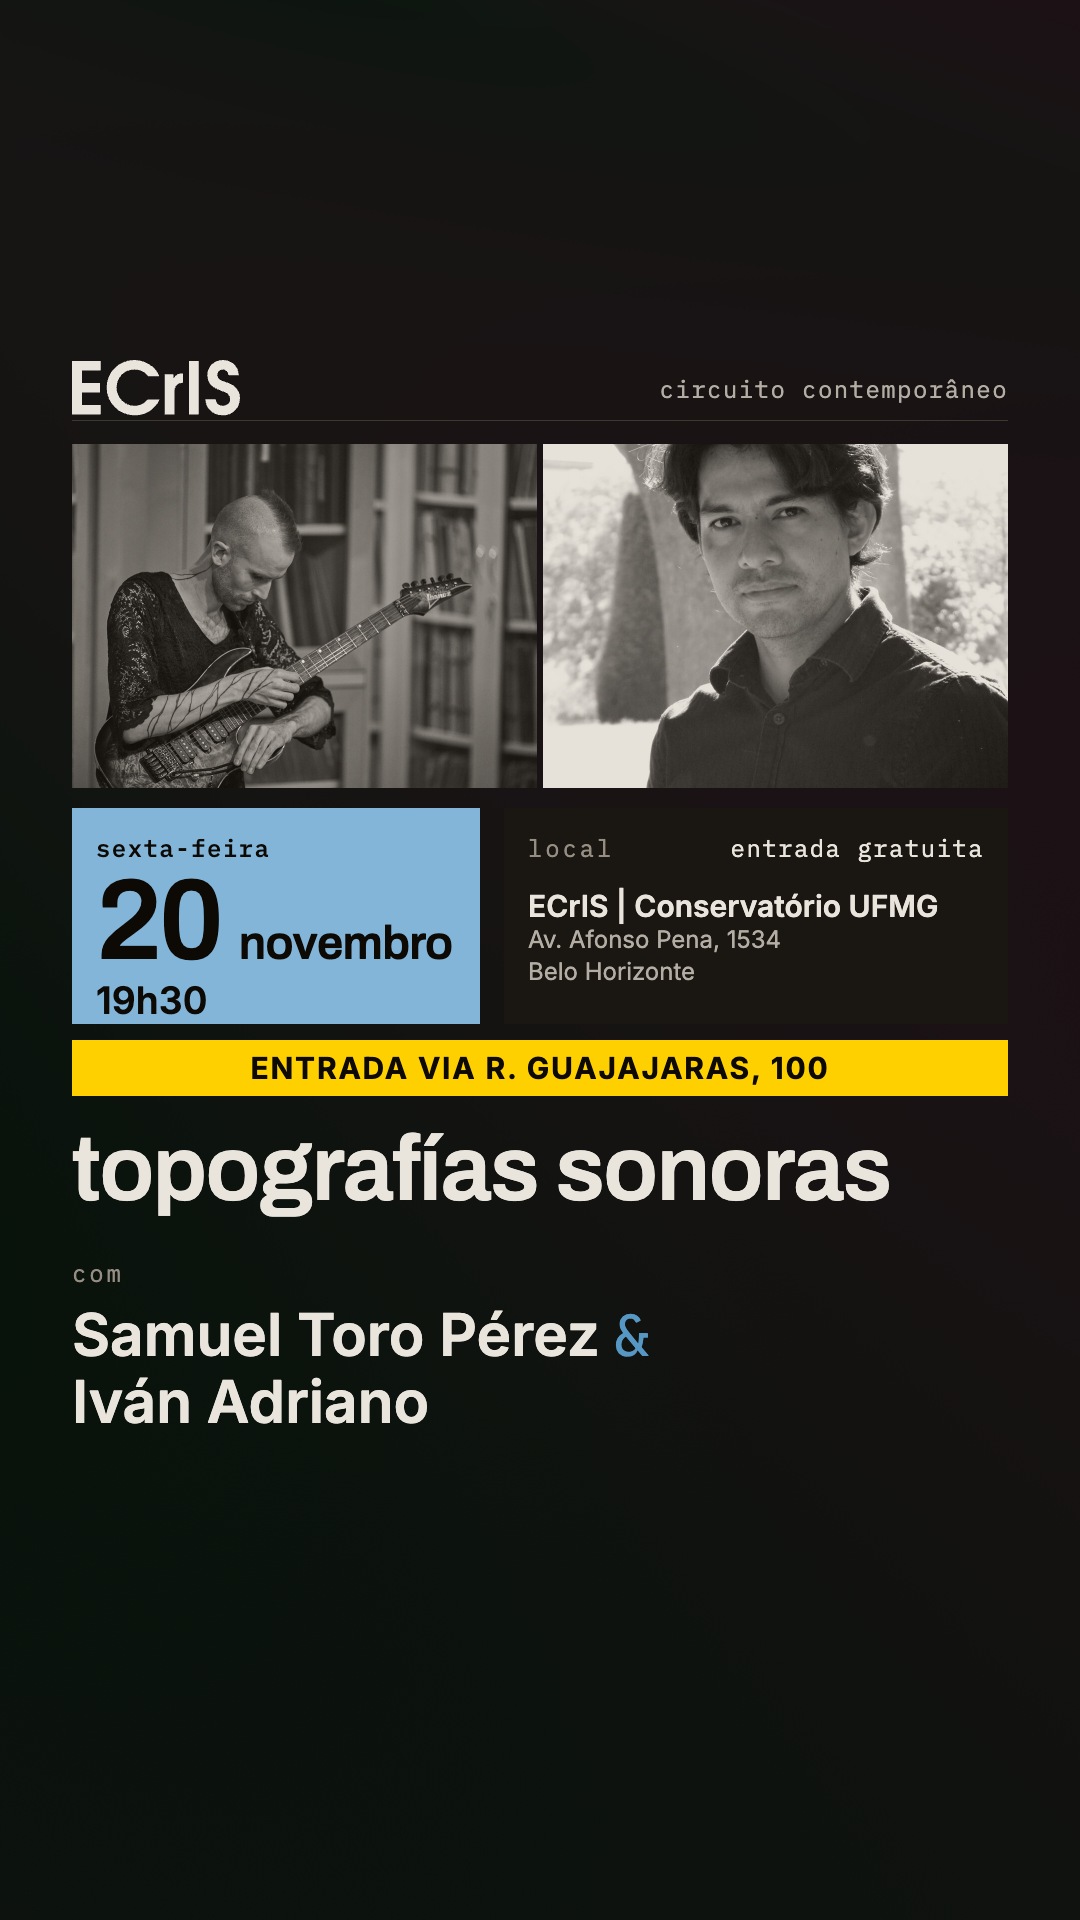 ECrIS
circuito contemporâneo
Ibanez
sexta-feira
20 novembro
19h30
local
entrada gratuita
ECrIS | Conservatório UFMG
Av. Afonso Pena, 1534
Belo Horizonte
ENTRADA VIA R. GUAJAJARAS, 100
topografías sonoras
com
Samuel Toro Pérez &
Iván Adriano